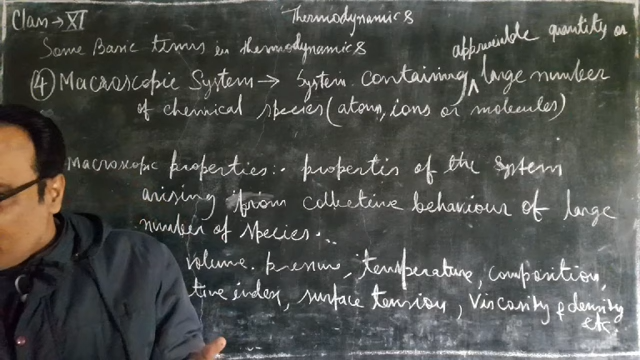 Class → XI
Thermodynamics
Some Basic terms in thermodynamics
appreciable quantity or
④ Macroscopic System → System containing ∧ large number
of chemical species (atoms, ions or molecules)
Macroscopic properties:- propertis of the system
arising from collective behaviour of large
number of species...
volume, pressure, temperature, composition,
tive index, surface tension, Viscosity & density
etc.